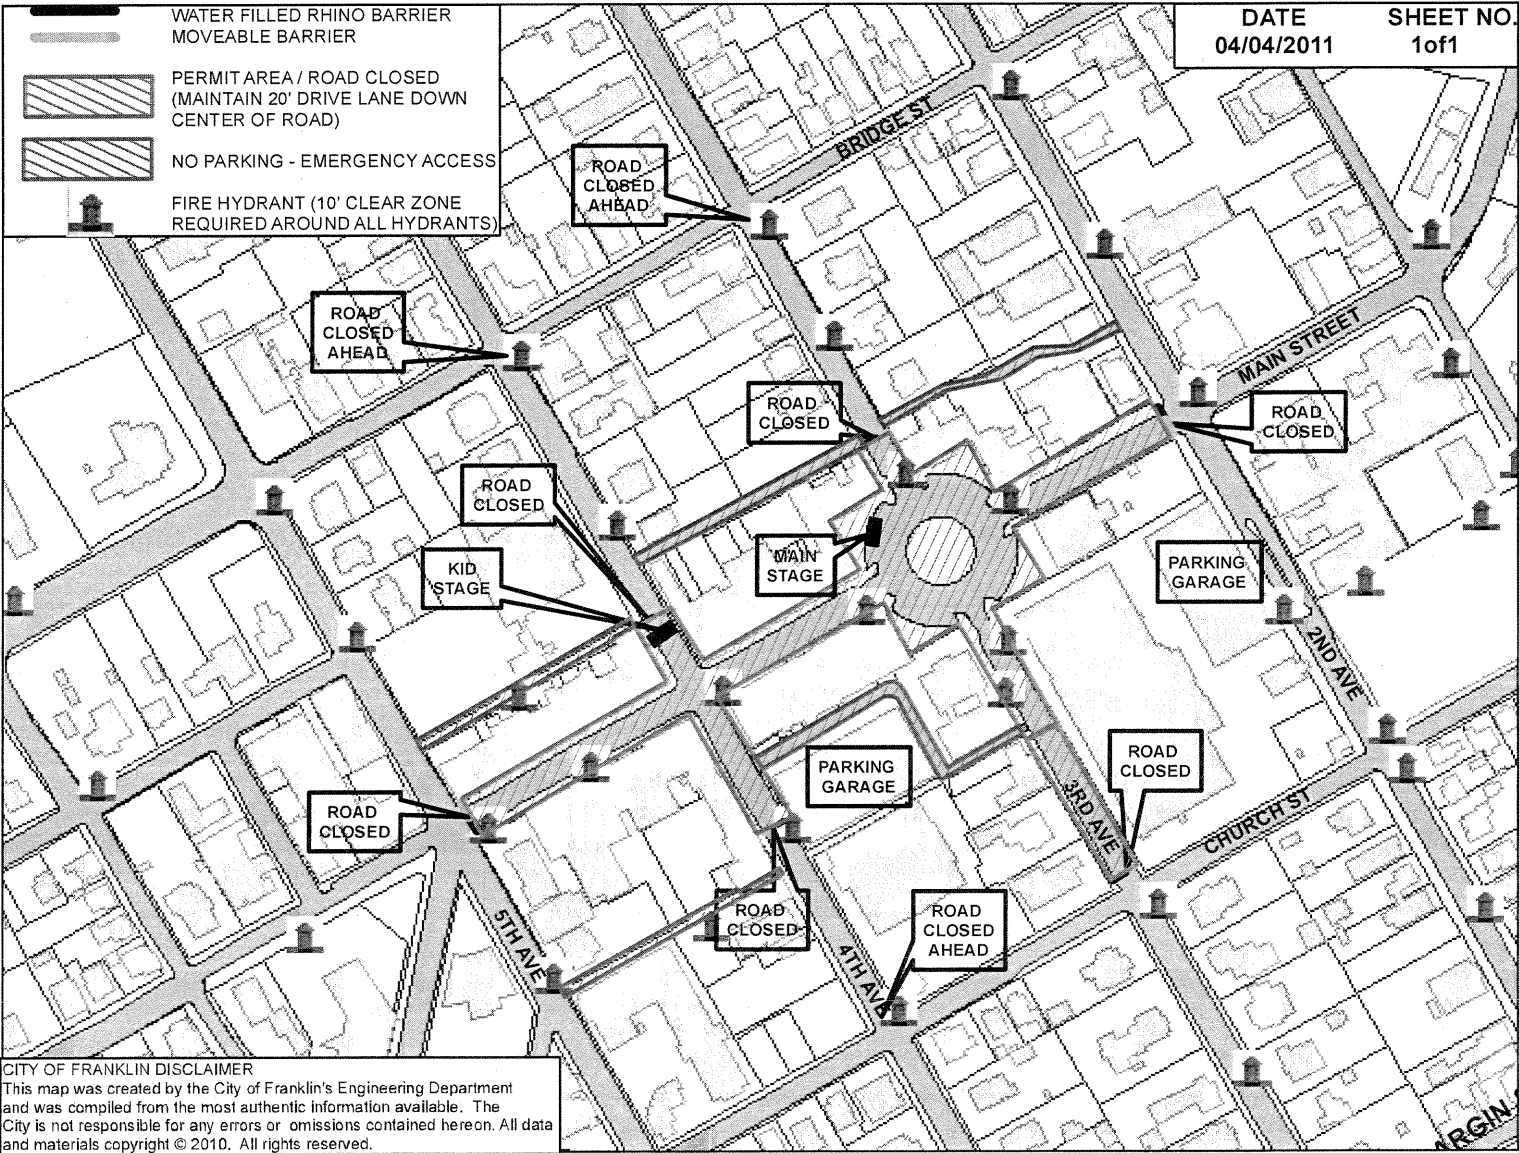 WATER FILLED RHINO BARRIER
MOVEABLE BARRIER
PERMIT AREA / ROAD CLOSED
(MAINTAIN 20' DRIVE LANE DOWN
CENTER OF ROAD)
NO PARKING - EMERGENCY ACCESS
FIRE HYDRANT (10' CLEAR ZONE
REQUIRED AROUND ALL HYDRANTS)
DATE
04/04/2011
SHEET NO.
1of1
BRIDGE ST
ROAD
CLOSED
AHEAD
ROAD
CLOSED
AHEAD
MAIN STREET
ROAD
CLOSED
ROAD
CLOSED
ROAD
CLOSED
KID
STAGE
MAIN
STAGE
PARKING
GARAGE
2ND AVE
ROAD
CLOSED
PARKING
GARAGE
ROAD
CLOSED
3RD AVE
CHURCH ST
5TH AVE
ROAD
CLOSED
4TH AVE
ROAD
CLOSED
AHEAD
CITY OF FRANKLIN DISCLAIMER
This map was created by the City of Franklin's Engineering Department
and was compiled from the most authentic information available. The
City is not responsible for any errors or omissions contained hereon. All data
and materials copyright © 2010. All rights reserved.